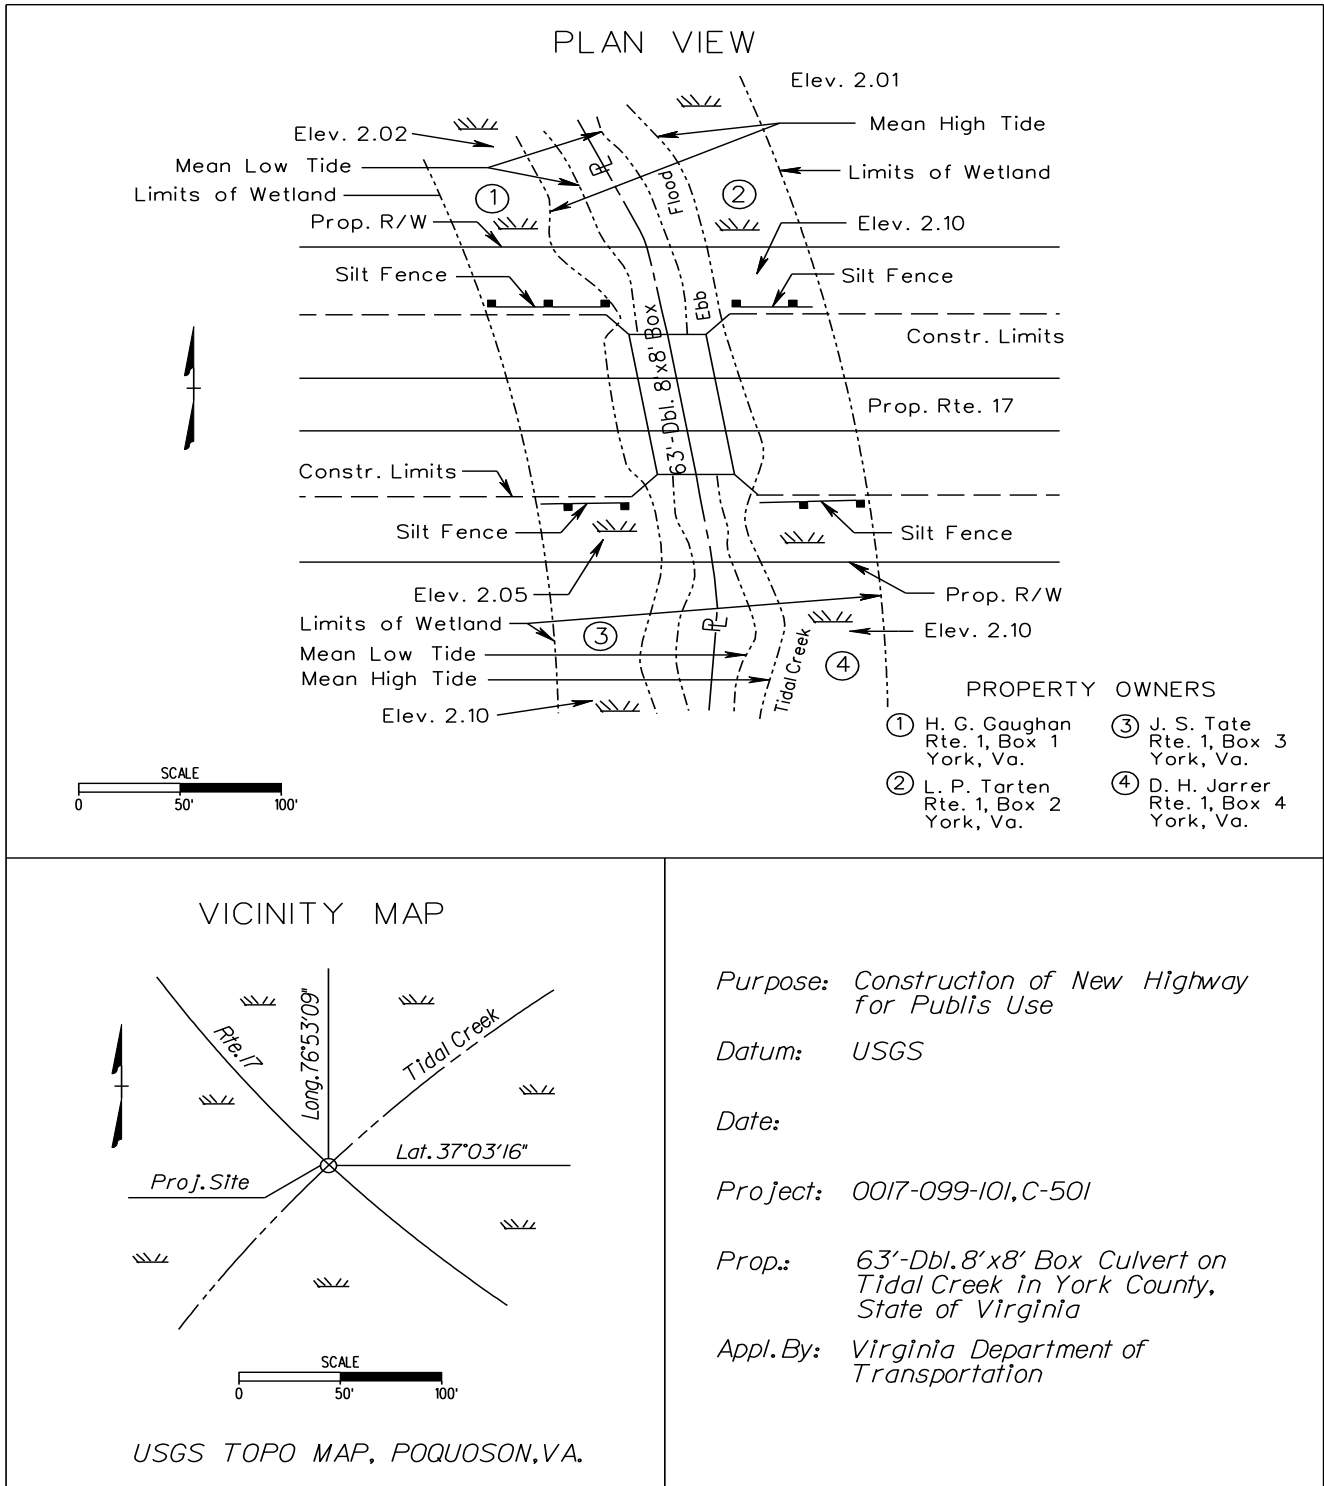 PLAN VIEW
Elev. 2.01
Elev. 2.02
Mean High Tide
Mean Low Tide
Limits of Wetland
Limits of Wetland
PL
Flood
1
2
Prop. R/W
Elev. 2.10
Silt Fence
Silt Fence
Ebb
63'-Dbl. 8'x8' Box
Constr. Limits
Prop. Rte. 17
Constr. Limits
Silt Fence
Silt Fence
Elev. 2.05
Prop. R/W
Limits of Wetland
3
PL
Elev. 2.10
Mean Low Tide
Tidal Creek
4
Mean High Tide
Elev. 2.10
PROPERTY OWNERS
1 H. G. Gaughan
Rte. 1, Box 1
York, Va.
2 L. P. Tarten
Rte. 1, Box 2
York, Va.
3 J. S. Tate
Rte. 1, Box 3
York, Va.
4 D. H. Jarrer
Rte. 1, Box 4
York, Va.
SCALE
0 50' 100'
VICINITY MAP
Rte. 17
Long. 76°53'09"
Tidal Creek
Lat. 37°03'16"
Proj. Site
SCALE
0 50' 100'
USGS TOPO MAP, POQUOSON, VA.
Purpose: Construction of New Highway
for Publis Use
Datum: USGS
Date:
Project: 0017-099-101, C-501
Prop.: 63'-Dbl. 8'x8' Box Culvert on
Tidal Creek in York County,
State of Virginia
Appl. By: Virginia Department of
Transportation